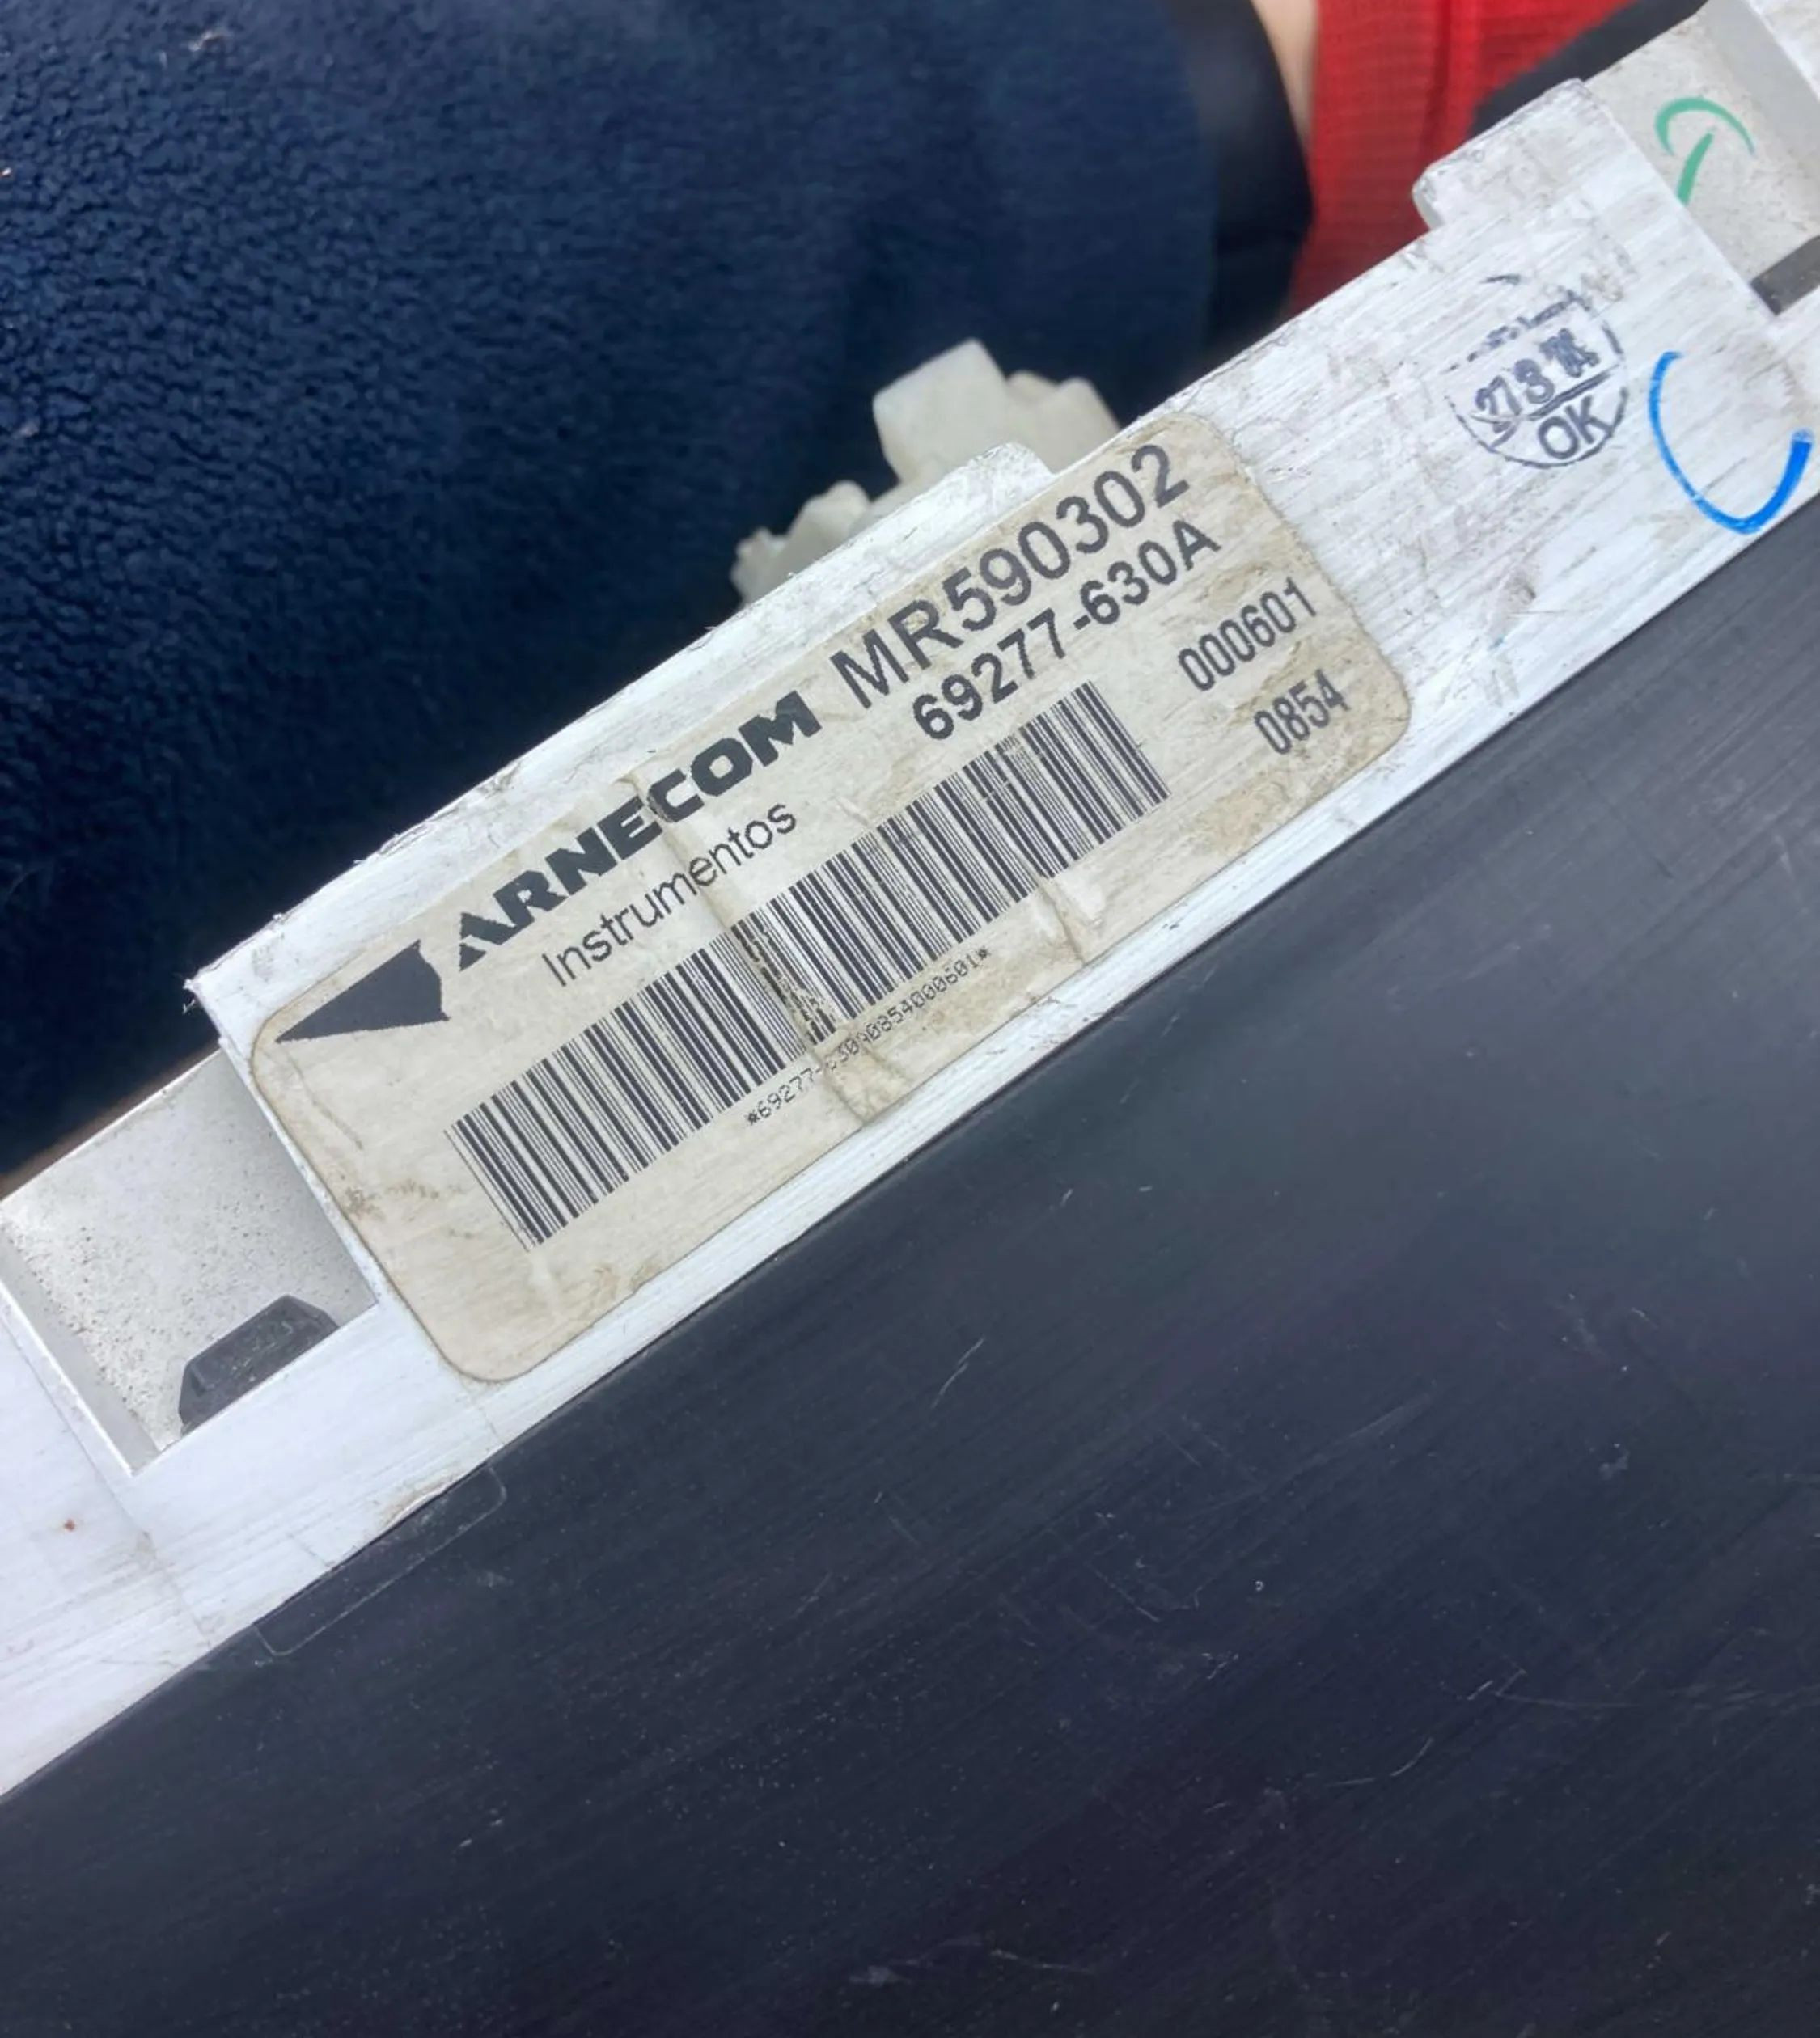 ARNECOM MR590302
Instrumentos 69277-630A
000601
0854
OK